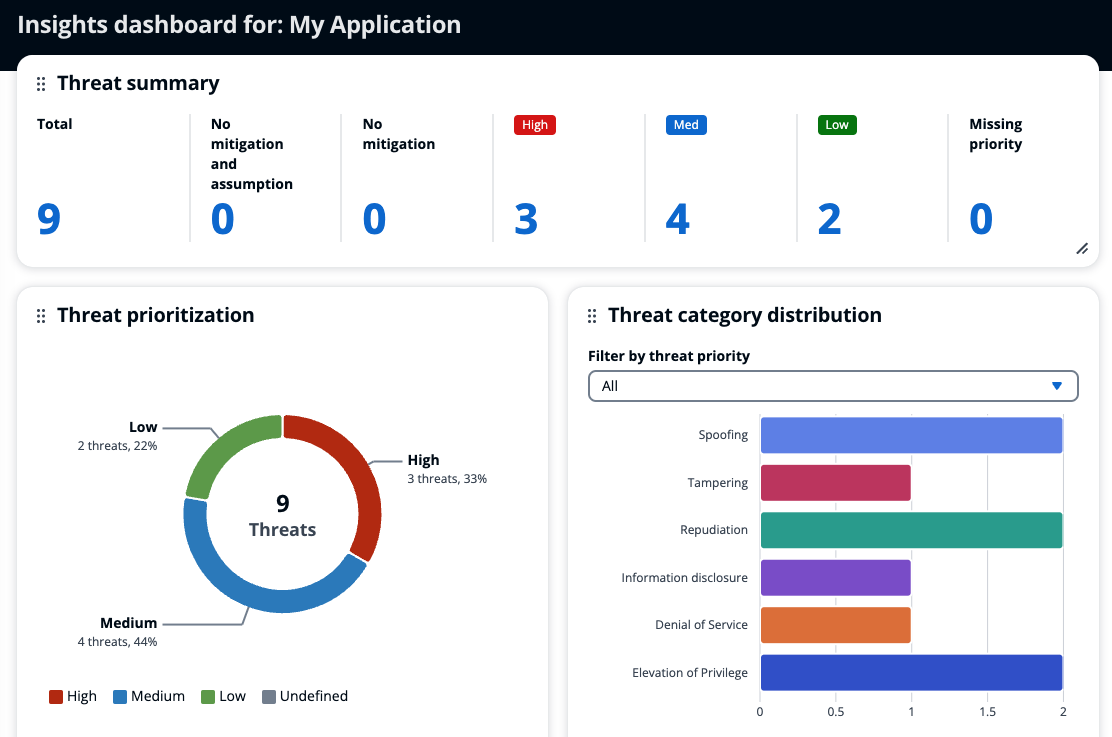 Insights dashboard for: My Application
Threat summary
Total
9
No
mitigation
and
assumption
0
No
mitigation
0
High
3
Med
4
Low
2
Missing
priority
0
Threat prioritization
Low
2 threats, 22%
High
3 threats, 33%
9
Threats
Medium
4 threats, 44%
High Medium Low Undefined
Threat category distribution
Filter by threat priority
All
Spoofing
Tampering
Repudiation
Information disclosure
Denial of Service
Elevation of Privilege
0 0.5 1 1.5 2